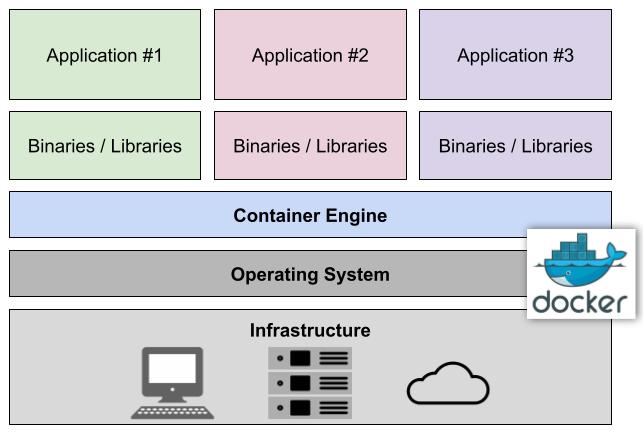 Application #1
Application #2
Application #3
Binaries / Libraries
Binaries / Libraries
Binaries / Libraries
Container Engine
Operating System
docker
Infrastructure